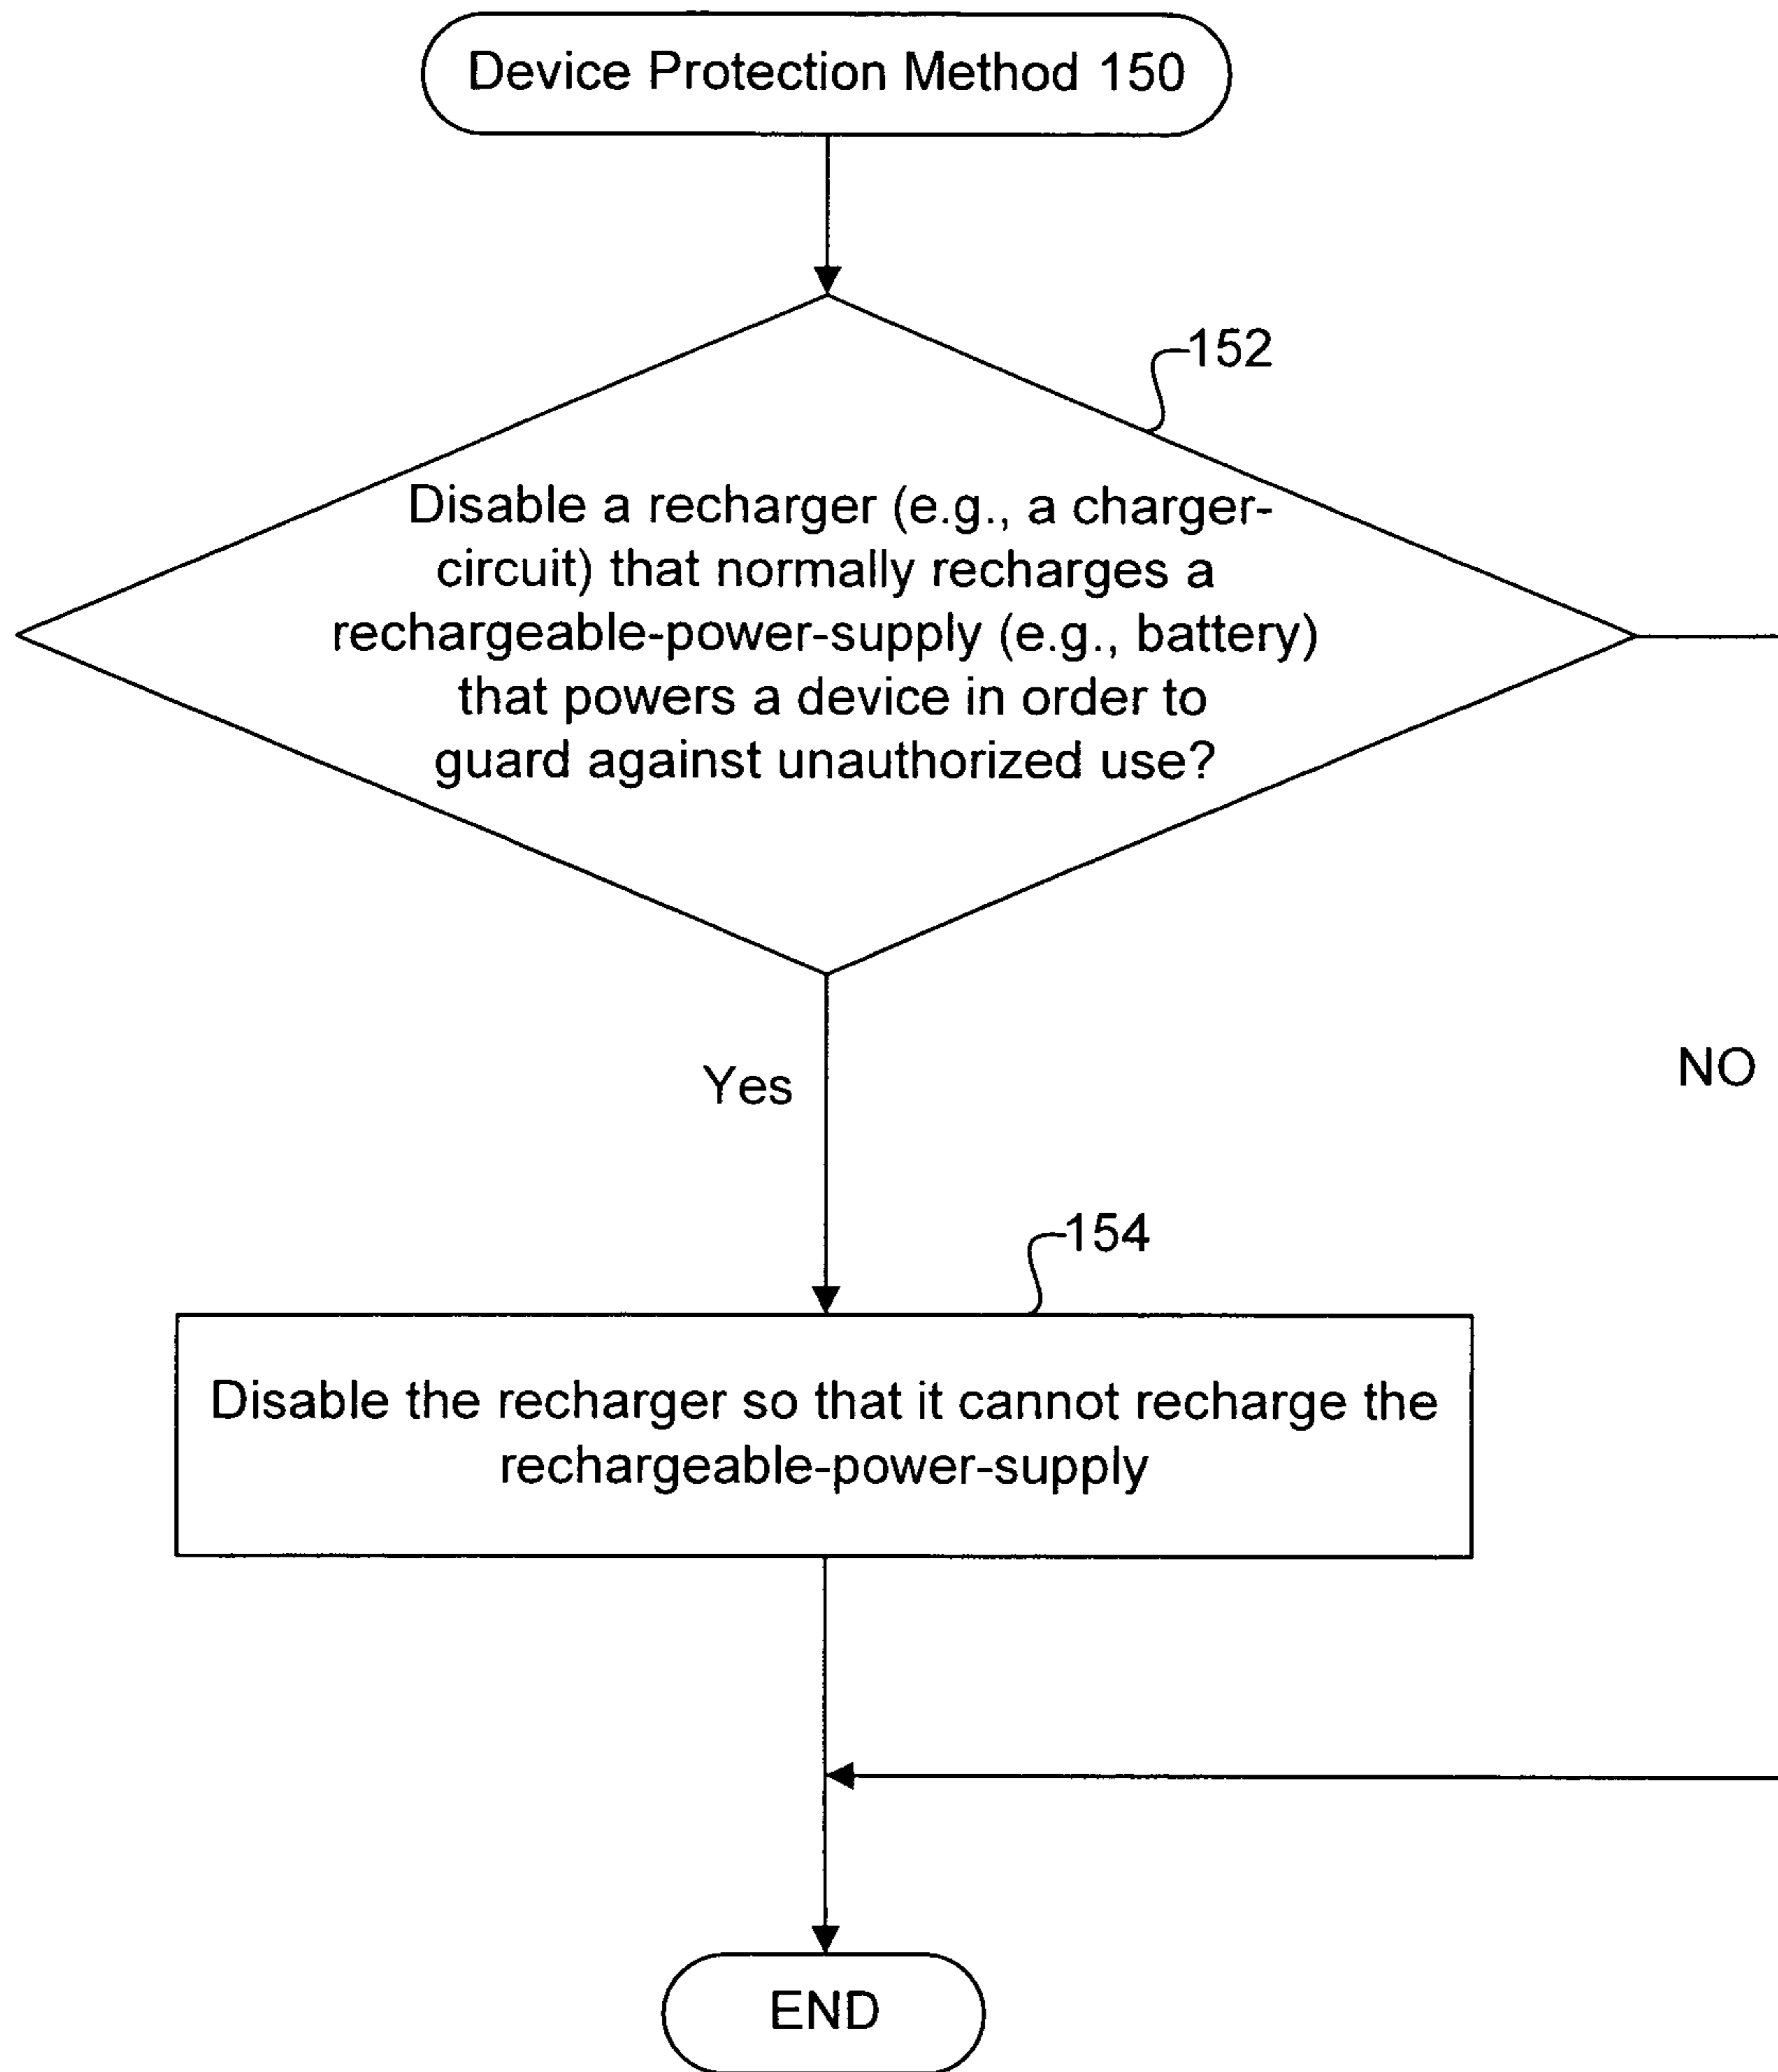 Device Protection Method 150
152
Disable a recharger (e.g., a charger-
circuit) that normally recharges a
rechargeable-power-supply (e.g., battery)
that powers a device in order to
guard against unauthorized use?
Yes
NO
154
Disable the recharger so that it cannot recharge the
rechargeable-power-supply
END